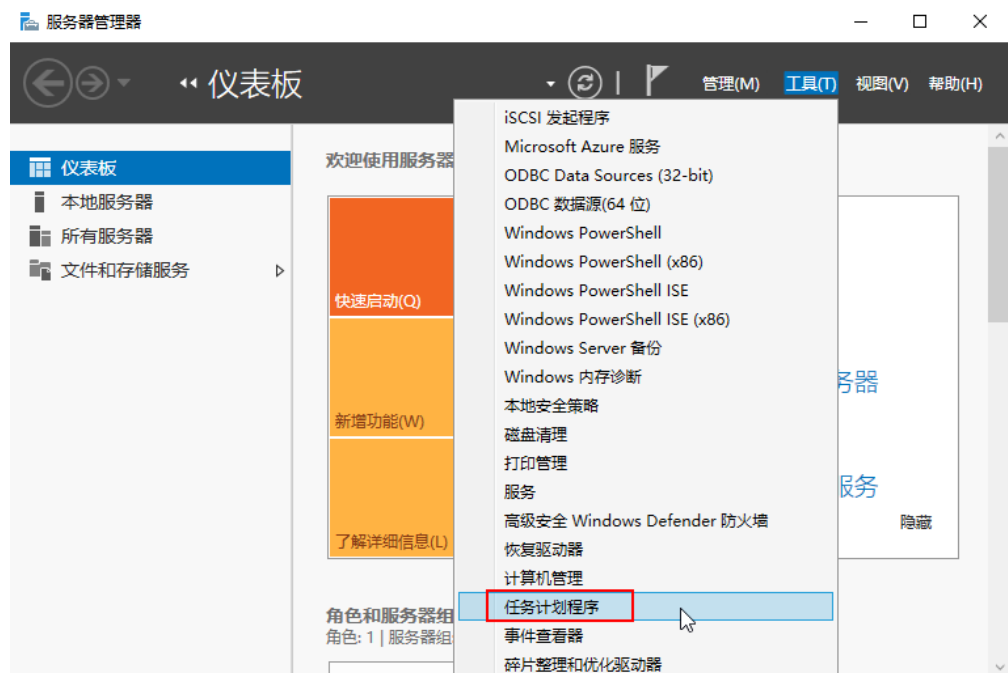 服务器管理器
仪表板
管理(M) 工具(T) 视图(V) 帮助(H)
仪表板
本地服务器
所有服务器
文件和存储服务
欢迎使用服务器
快速启动(Q)
新增功能(W)
了解详细信息(L)
iSCSI 发起程序
Microsoft Azure 服务
ODBC Data Sources (32-bit)
ODBC 数据源(64 位)
Windows PowerShell
Windows PowerShell (x86)
Windows PowerShell ISE
Windows PowerShell ISE (x86)
Windows Server 备份
Windows 内存诊断
本地安全策略
磁盘清理
打印管理
服务
高级安全 Windows Defender 防火墙
恢复驱动器
计算机管理
任务计划程序
事件查看器
碎片整理和优化驱动器
务器
服务
隐藏
角色和服务器组
角色: 1 | 服务器组